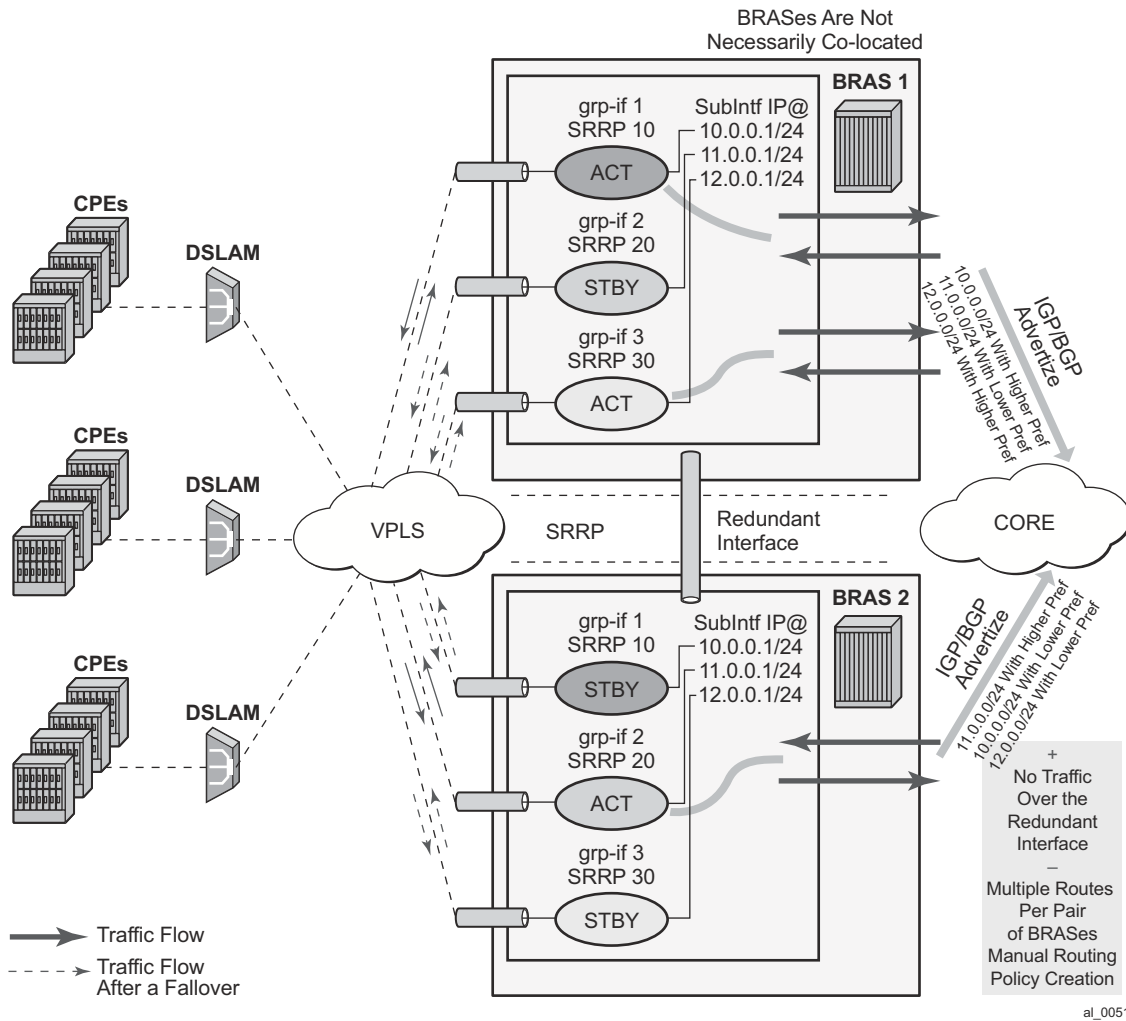 BRASes Are Not
Necessarily Co-located
BRAS 1
grp-if 1
SRRP 10
SubIntf IP@
10.0.0.1/24
11.0.0.1/24
12.0.0.1/24
ACT
grp-if 2
SRRP 20
STBY
grp-if 3
SRRP 30
ACT
CPEs
DSLAM
CPEs
DSLAM
CPEs
DSLAM
VPLS
SRRP
Redundant
Interface
IGP/BGP
Advertize
10.0.0.0/24 With Higher Pref
11.0.0.0/24 With Lower Pref
12.0.0.0/24 With Higher Pref
CORE
BRAS 2
grp-if 1
SRRP 10
SubIntf IP@
10.0.0.1/24
11.0.0.1/24
12.0.0.1/24
STBY
grp-if 2
SRRP 20
ACT
grp-if 3
SRRP 30
STBY
IGP/BGP
Advertize
11.0.0.0/24 With Higher Pref
10.0.0.0/24 With Lower Pref
12.0.0.0/24 With Lower Pref
+
No Traffic
Over the
Redundant
Interface
–
Multiple Routes
Per Pair
of BRASes
Manual Routing
Policy Creation
Traffic Flow
Traffic Flow
After a Fallover
al_0051